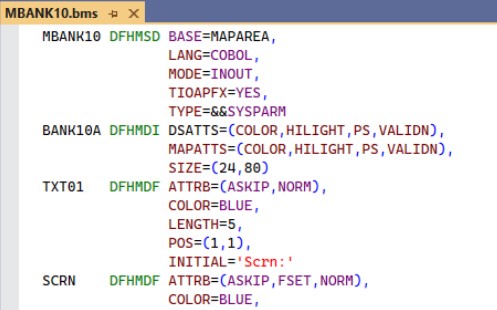 MBANK10.bms
MBANK10 DFHMSD BASE=MAPAREA,
LANG=COBOL,
MODE=INOUT,
TIOAPFX=YES,
TYPE=&&SYSPARM
BANK10A DFHMDI DSATTS=(COLOR,HILIGHT,PS,VALIDN),
MAPATTS=(COLOR,HILIGHT,PS,VALIDN),
SIZE=(24,80)
TXT01 DFHMDF ATTRB=(ASKIP,NORM),
COLOR=BLUE,
LENGTH=5,
POS=(1,1),
INITIAL='Scrn:'
SCRN DFHMDF ATTRB=(ASKIP,FSET,NORM),
COLOR=BLUE,